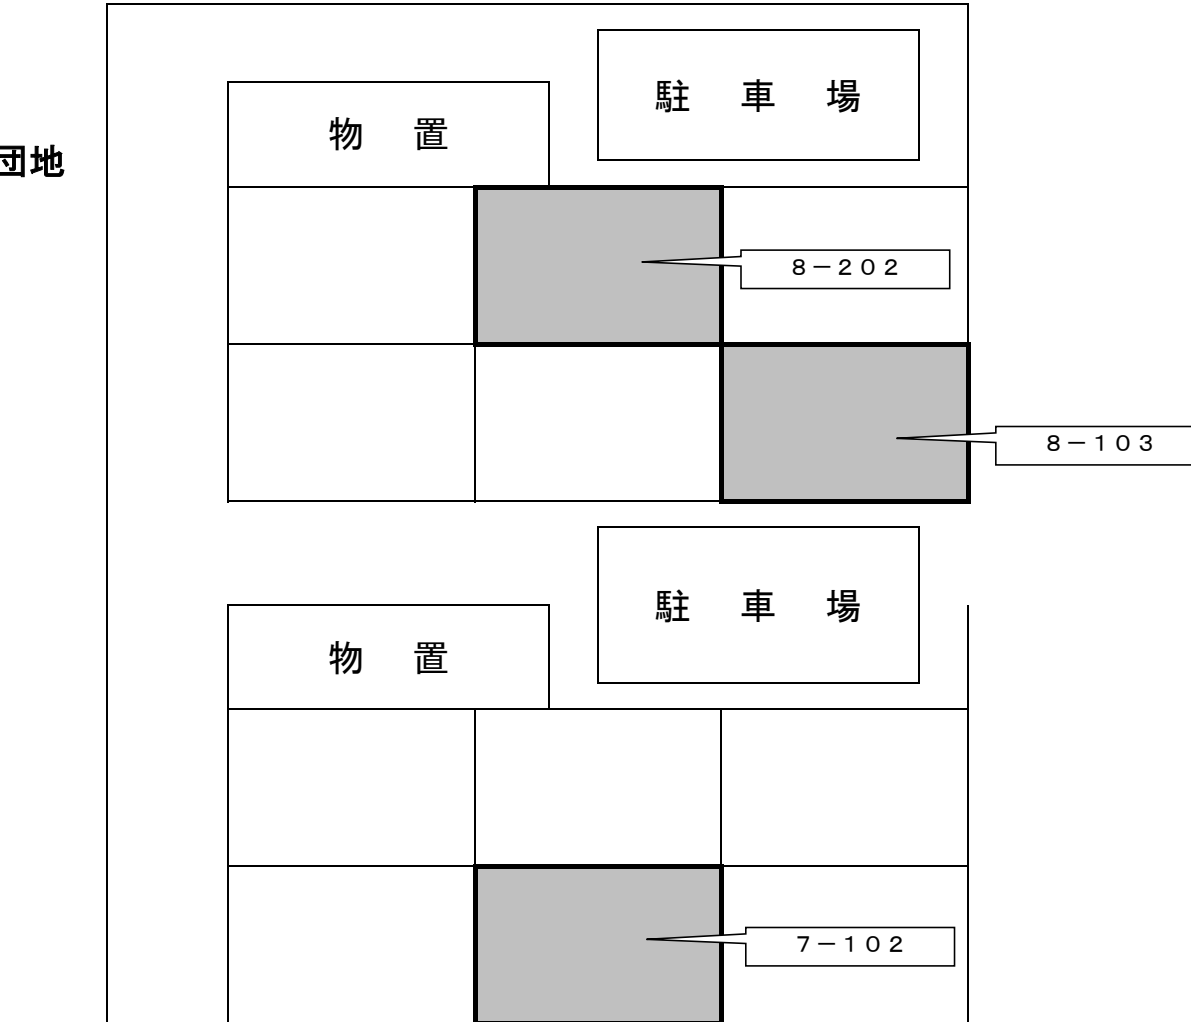 駐　車　場
物　置
団地
８－２０２
８－１０３
駐　車　場
物　置
７－１０２